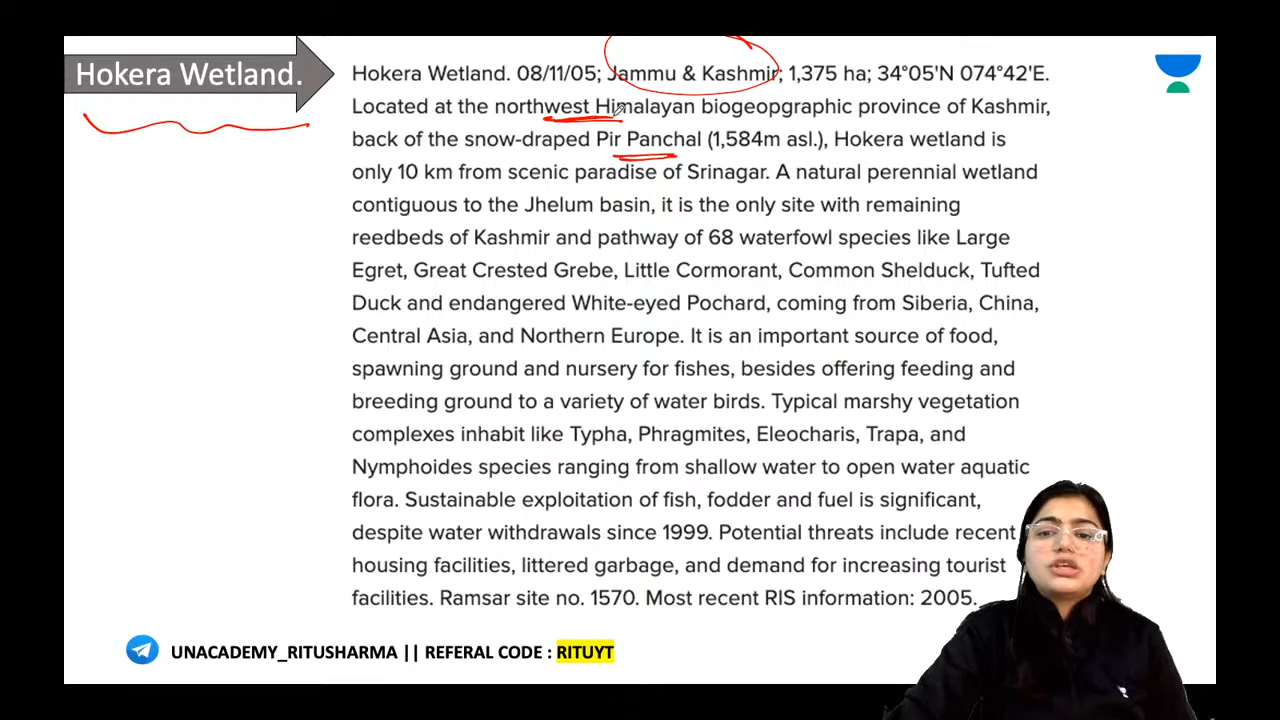 Hokera Wetland.
Hokera Wetland. 08/11/05; Jammu & Kashmir; 1,375 ha; 34°05'N 074°42'E.
Located at the northwest Himalayan biogeopgraphic province of Kashmir,
back of the snow-draped Pir Panchal (1,584m asl.), Hokera wetland is
only 10 km from scenic paradise of Srinagar. A natural perennial wetland
contiguous to the Jhelum basin, it is the only site with remaining
reedbeds of Kashmir and pathway of 68 waterfowl species like Large
Egret, Great Crested Grebe, Little Cormorant, Common Shelduck, Tufted
Duck and endangered White-eyed Pochard, coming from Siberia, China,
Central Asia, and Northern Europe. It is an important source of food,
spawning ground and nursery for fishes, besides offering feeding and
breeding ground to a variety of water birds. Typical marshy vegetation
complexes inhabit like Typha, Phragmites, Eleocharis, Trapa, and
Nymphoides species ranging from shallow water to open water aquatic
flora. Sustainable exploitation of fish, fodder and fuel is significant,
despite water withdrawals since 1999. Potential threats include recent
housing facilities, littered garbage, and demand for increasing tourist
facilities. Ramsar site no. 1570. Most recent RIS information: 2005.
UNACADEMY_RITUSHARMA || REFERAL CODE : RITUYT